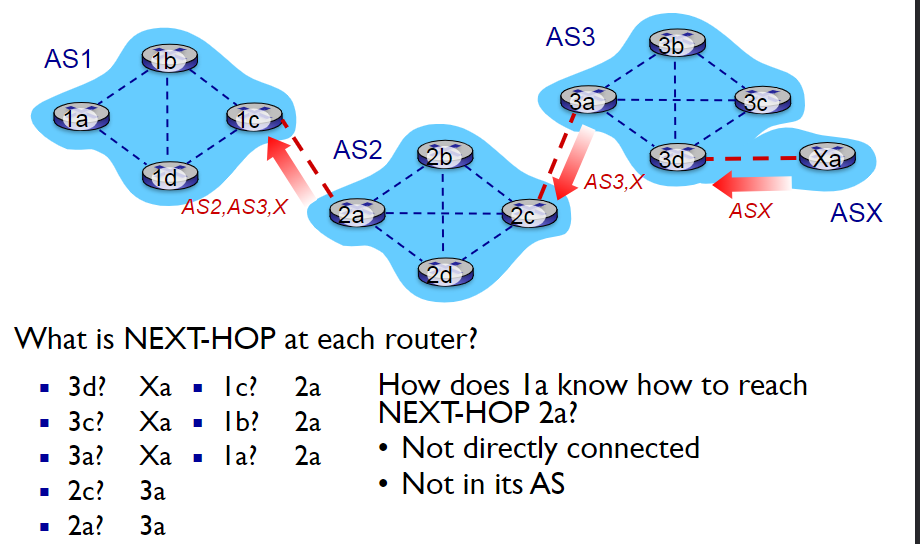 AS1
1b
1a
1c
1d
AS2,AS3,X
AS2
2b
2a
2c
2d
AS3
3b
3a
3c
3d
AS3,X
Xa
ASX
ASX
What is NEXT-HOP at each router?
▪ 3d? Xa ▪ 1c? 2a
▪ 3c? Xa ▪ 1b? 2a
▪ 3a? Xa ▪ 1a? 2a
▪ 2c? 3a
▪ 2a? 3a
How does 1a know how to reach
NEXT-HOP 2a?
• Not directly connected
• Not in its AS